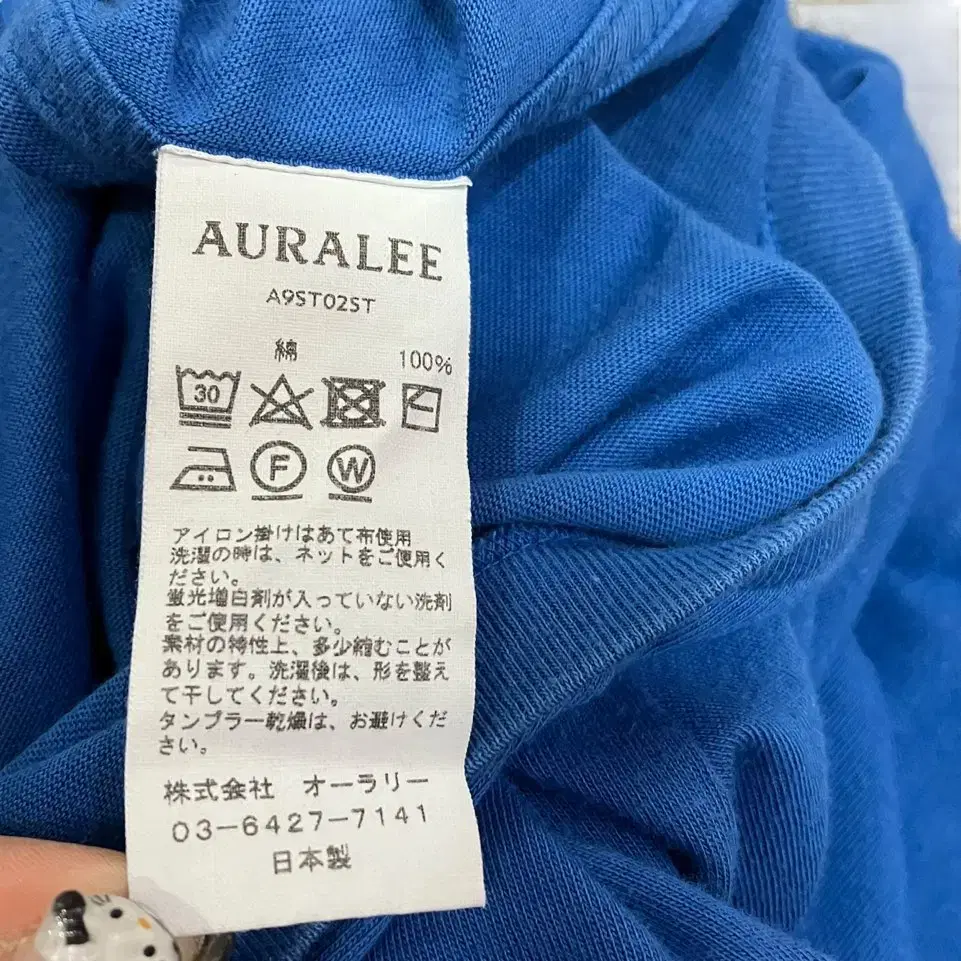 AURALEE
A9ST02ST
綿 100%
30
F W
アイロン掛けはあて布使用
洗濯の時は、ネットをご使用く
ださい。
蛍光増白剤が入っていない洗剤
をご使用ください。
素材の特性上、多少縮むことが
あります。洗濯後は、形を整え
て干してください。
タンブラー乾燥は、お避けくだ
さい。
株式会社 オーラリー
03-6427-7141
日本製